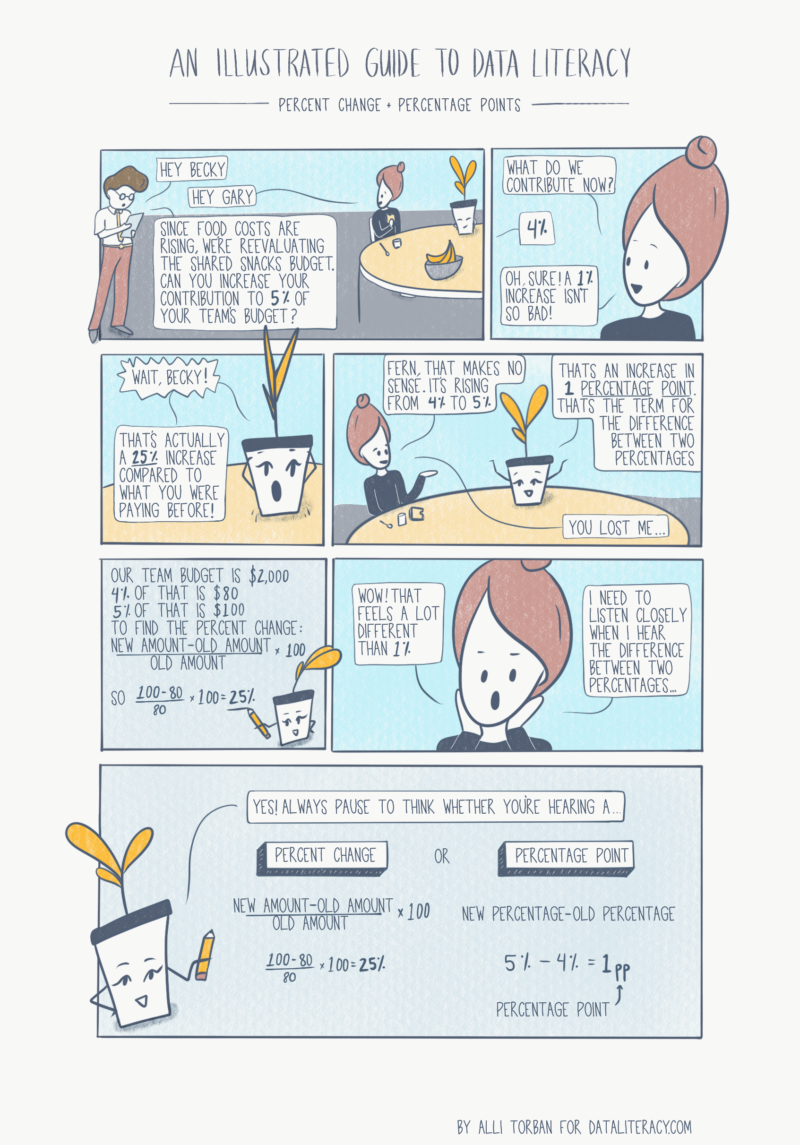 AN ILLUSTRATED GUIDE TO DATA LITERACY
PERCENT CHANGE + PERCENTAGE POINTS
HEY BECKY
HEY GARY
SINCE FOOD COSTS ARE
RISING, WE'RE REEVALUATING
THE SHARED SNACKS BUDGET.
CAN YOU INCREASE YOUR
CONTRIBUTION TO 5% OF
YOUR TEAM'S BUDGET?
WHAT DO WE
CONTRIBUTE NOW?
4%
OH, SURE! A 1%
INCREASE ISN'T
SO BAD!
WAIT, BECKY!
THAT'S ACTUALLY
A 25% INCREASE
COMPARED TO
WHAT YOU WERE
PAYING BEFORE!
FERN, THAT MAKES NO
SENSE. IT'S RISING
FROM 4% TO 5%
THAT'S AN INCREASE IN
1 PERCENTAGE POINT.
THAT'S THE TERM FOR
THE DIFFERENCE
BETWEEN TWO
PERCENTAGES
YOU LOST ME...
OUR TEAM BUDGET IS $2,000
4% OF THAT IS $80
5% OF THAT IS $100
TO FIND THE PERCENT CHANGE:
NEW AMOUNT-OLD AMOUNT × 100
OLD AMOUNT
SO 100-80 × 100 = 25%
80
WOW! THAT
FEELS A LOT
DIFFERENT
THAN 1%
I NEED TO
LISTEN CLOSELY
WHEN I HEAR
THE DIFFERENCE
BETWEEN TWO
PERCENTAGES...
YES! ALWAYS PAUSE TO THINK WHETHER YOU'RE HEARING A...
PERCENT CHANGE OR PERCENTAGE POINT
NEW AMOUNT-OLD AMOUNT × 100
OLD AMOUNT
NEW PERCENTAGE-OLD PERCENTAGE
100-80 × 100 = 25%
80
5% - 4% = 1pp
PERCENTAGE POINT
BY ALLI TORBAN FOR DATALITERACY.COM